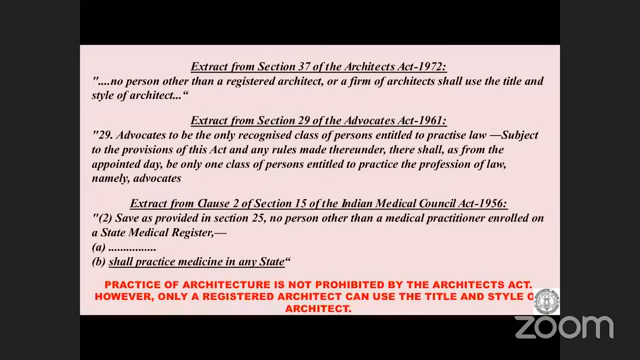 Extract from Section 37 of the Architects Act-1972:
"....no person other than a registered architect, or a firm of architects shall use the title and
style of architect...“
Extract from Section 29 of the Advocates Act-1961:
"29. Advocates to be the only recognised class of persons entitled to practise law —Subject
to the provisions of this Act and any rules made thereunder, there shall, as from the
appointed day, be only one class of persons entitled to practice the profession of law,
namely, advocates
Extract from Clause 2 of Section 15 of the Indian Medical Council Act-1956:
"(2) Save as provided in section 25, no person other than a medical practitioner enrolled on
a State Medical Register,—
(a) ................
(b) shall practice medicine in any State“
PRACTICE OF ARCHITECTURE IS NOT PROHIBITED BY THE ARCHITECTS ACT.
HOWEVER, ONLY A REGISTERED ARCHITECT CAN USE THE TITLE AND STYLE O
ARCHITECT.
zoom